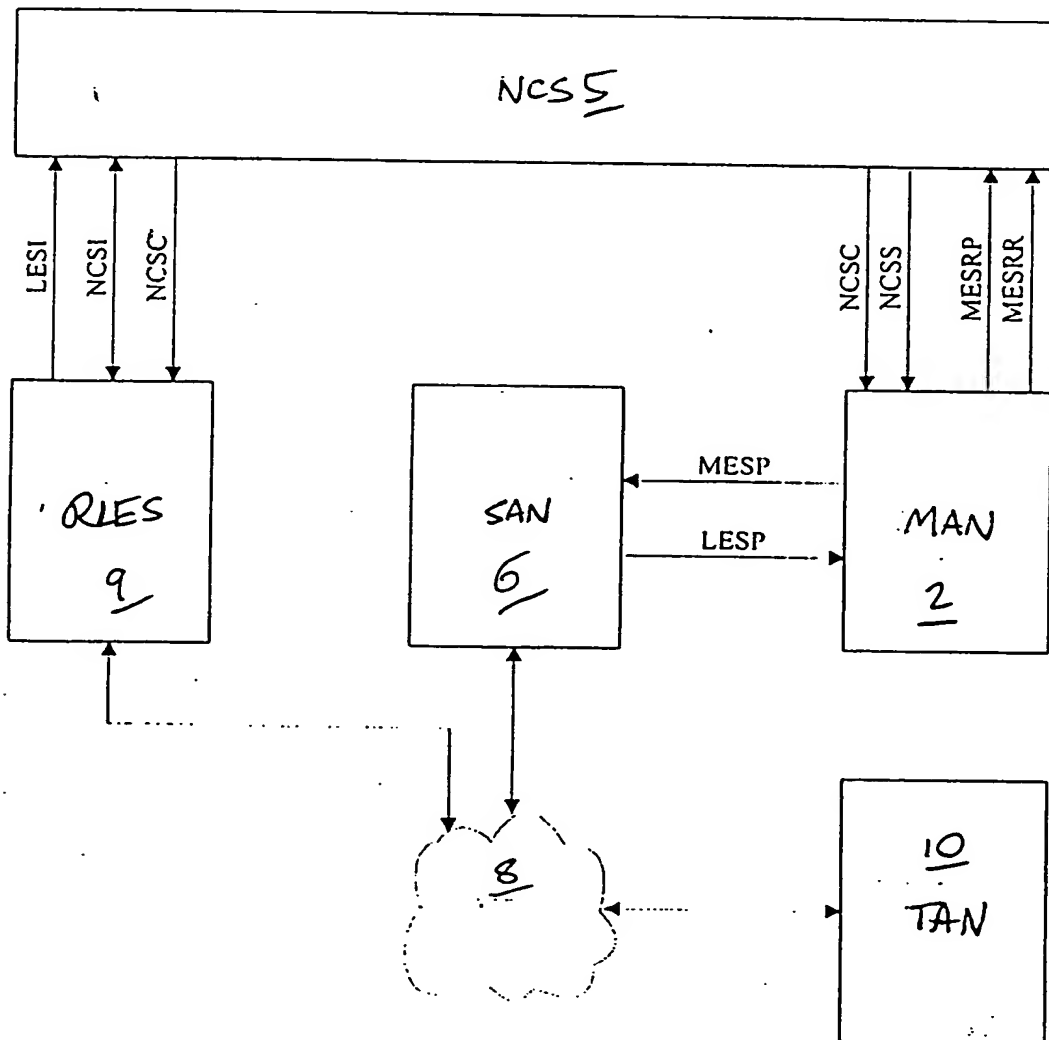 NCS 5
LESI
NCSI
NCSC
NCSC
NCSS
MESRP
MESRR
RLES
9
SAN
6
MAN
2
MESP
LESP
8
10
TAN